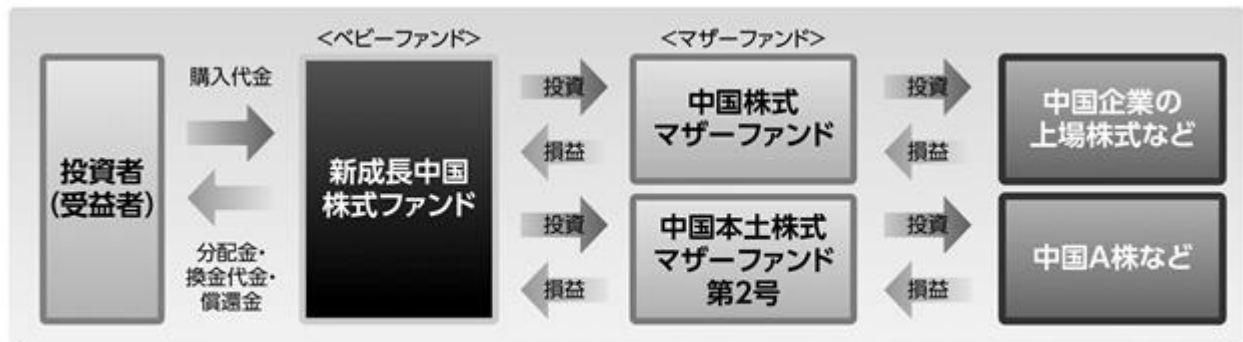 <ベビーファンド>
<マザーファンド>
投資者
(受益者)
購入代金
分配金・
換金代金・
償還金
新成長中国
株式ファンド
投資
損益
投資
損益
中国株式
マザーファンド
中国本土株式
マザーファンド
第2号
投資
損益
投資
損益
中国企業の
上場株式など
中国A株など